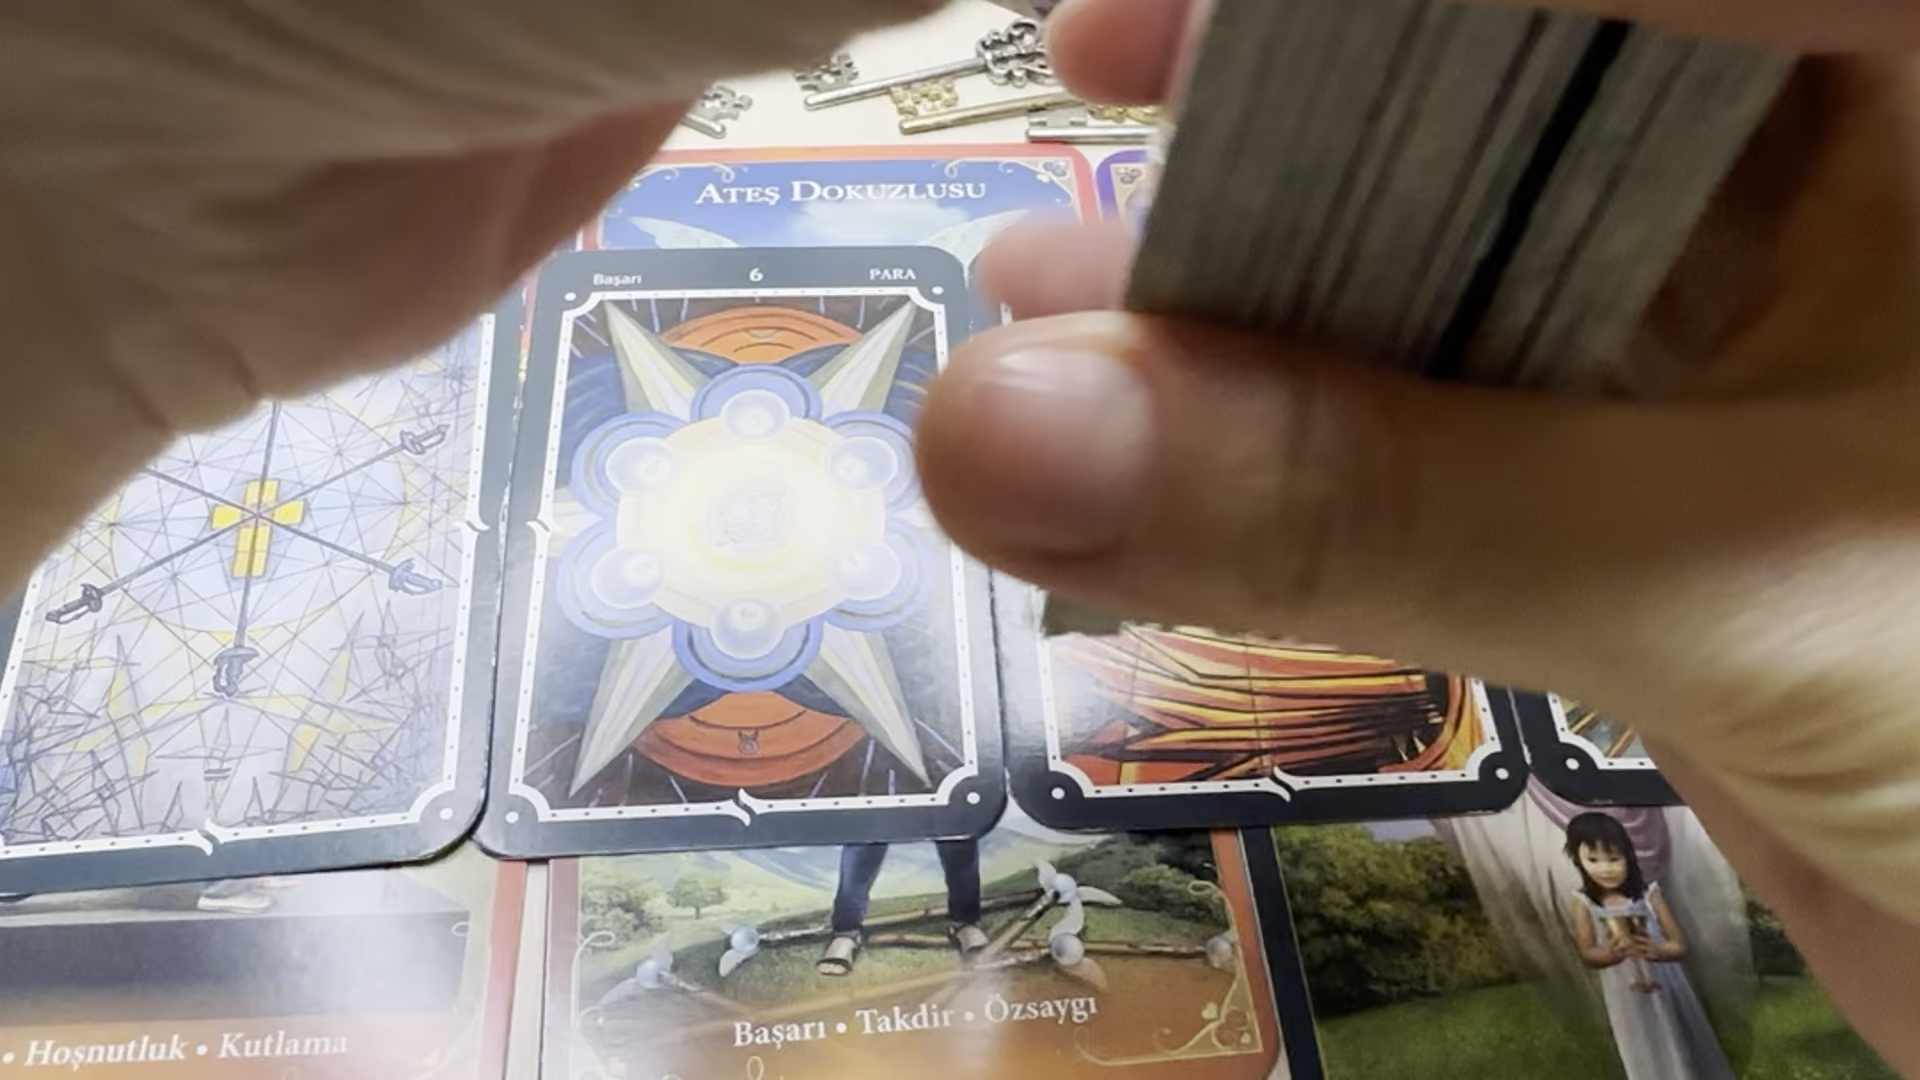 ATEŞ DOKUZLUSU
Başarı 6 PARA
• Hoşnutluk • Kutlama
Başarı • Takdir • Özsaygı